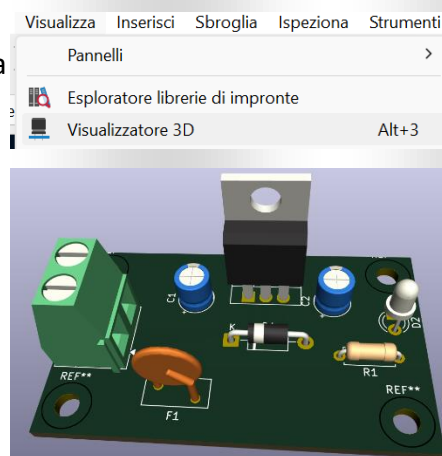 Visualizza Inserisci Sbroglia Ispeziona Strumenti
a
Pannelli
Esploratore librerie di impronte
Visualizzatore 3D Alt+3
C1
C2
K
D2
R1
REF**
REF**
F1